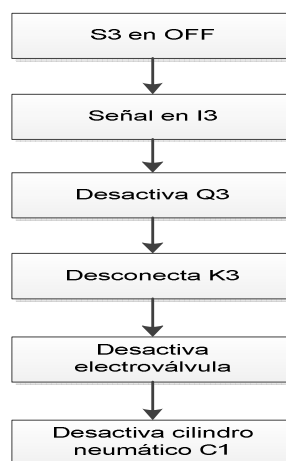 S3 en OFF
Señal en I3
Desactiva Q3
Desconecta K3
Desactiva
electroválvula
Desactiva cilindro
neumático C1